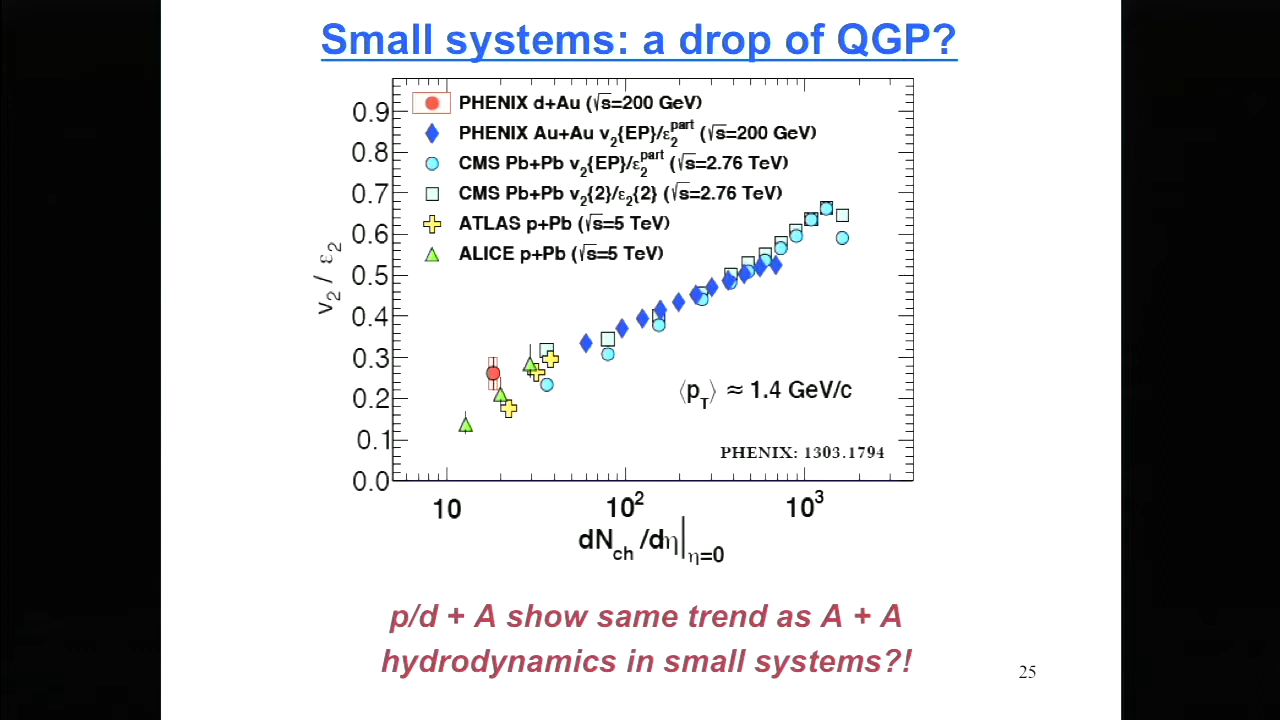 Small systems: a drop of QGP?
PHENIX d+Au (√s=200 GeV)
PHENIX Au+Au v₂{EP}/ε₂ᵖᵃʳᵗ (√s=200 GeV)
CMS Pb+Pb v₂{EP}/ε₂ᵖᵃʳᵗ (√s=2.76 TeV)
CMS Pb+Pb v₂{2}/ε₂{2} (√s=2.76 TeV)
ATLAS p+Pb (√s=5 TeV)
ALICE p+Pb (√s=5 TeV)
v₂ / ε₂
0.9
0.8
0.7
0.6
0.5
0.4
0.3
0.2
0.1
0.0
⟨p_T⟩ ≈ 1.4 GeV/c
PHENIX: 1303.1794
10 10² 10³
dN_ch /dη|_η=0
p/d + A show same trend as A + A
hydrodynamics in small systems?!
25